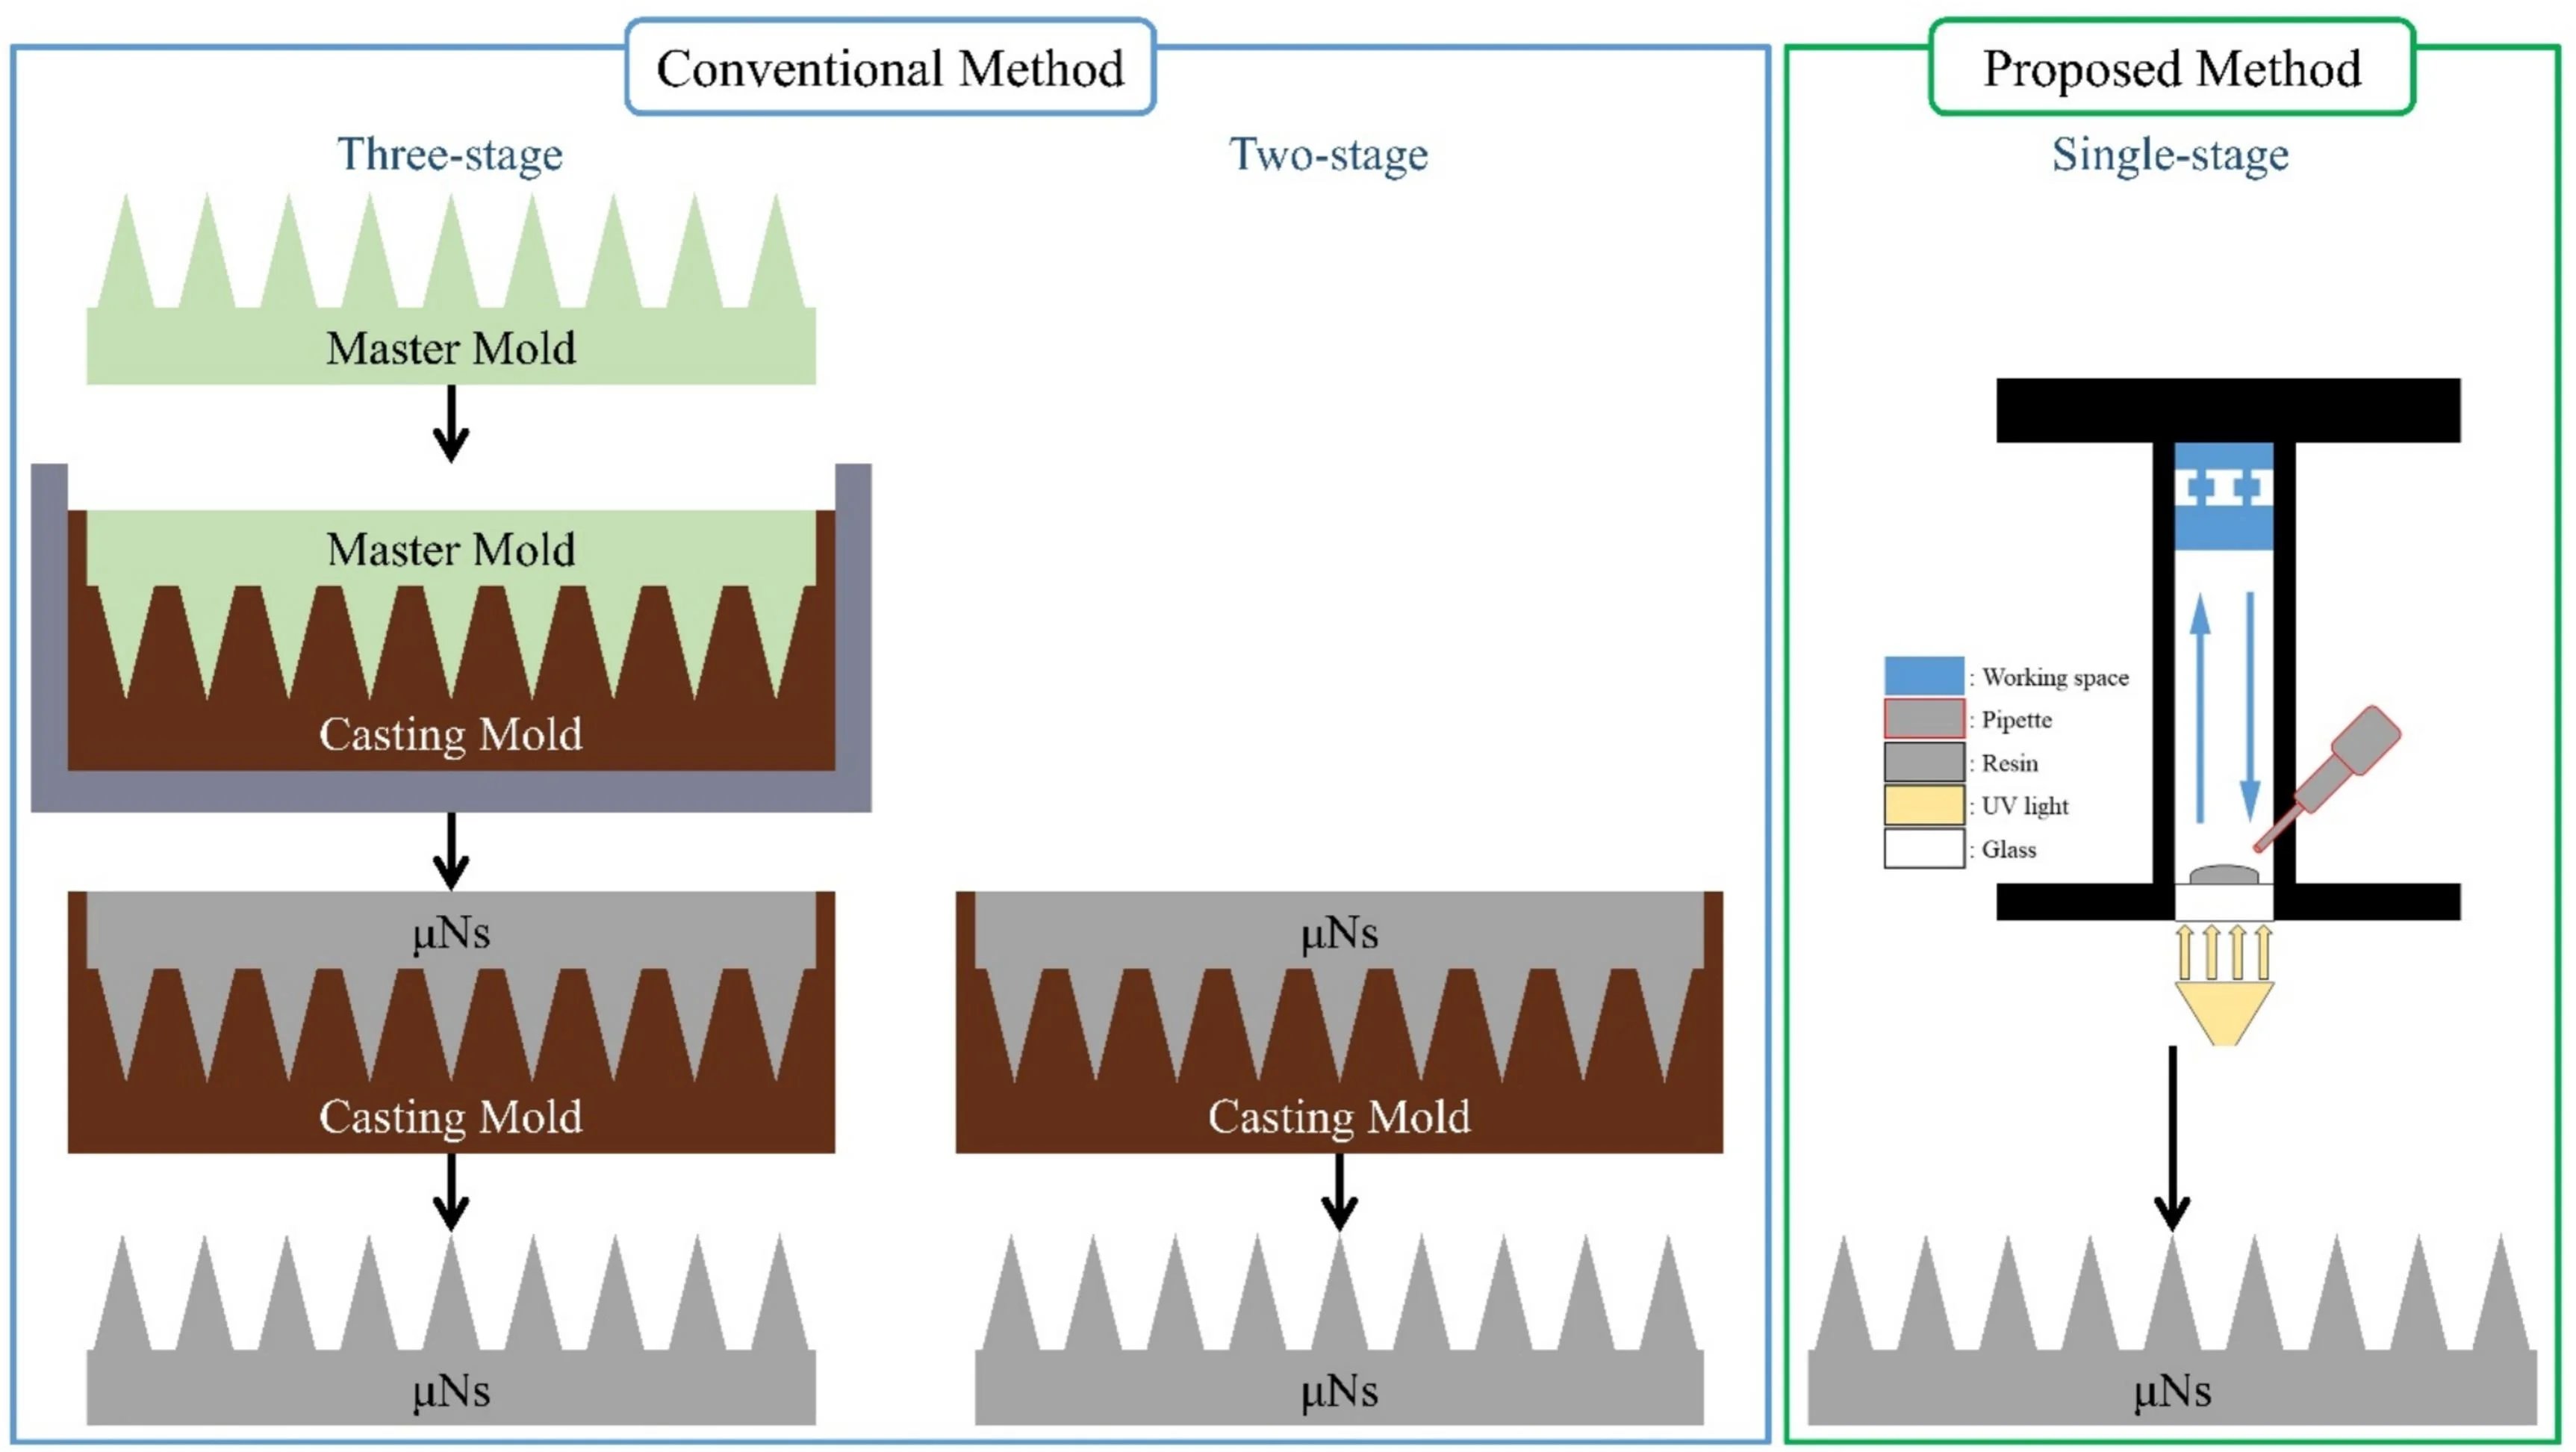 Conventional Method
Three-stage
Two-stage
Master Mold
Master Mold
Casting Mold
μNs
Casting Mold
μNs
μNs
Casting Mold
μNs
Proposed Method
Single-stage
: Working space
: Pipette
: Resin
: UV light
: Glass
μNs